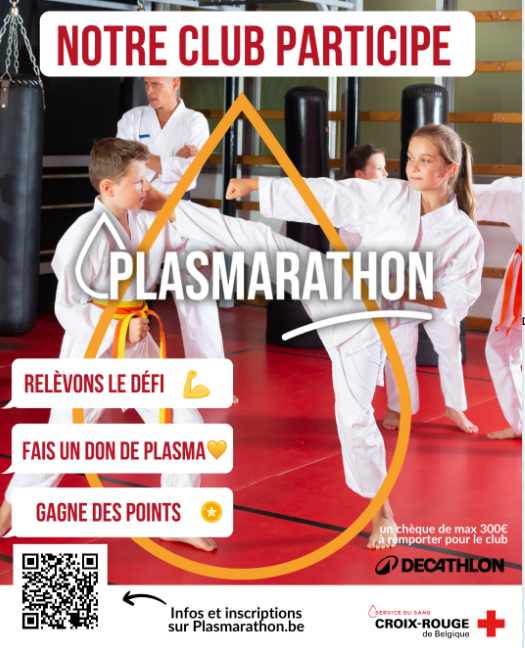 NOTRE CLUB PARTICIPE
PLASMARATHON
RELÈVONS LE DÉFI
FAIS UN DON DE PLASMA
GAGNE DES POINTS
un chèque de max 300€
à remporter pour le club
DECATHLON
Infos et inscriptions
sur Plasmarathon.be
SERVICE DU SANG
CROIX-ROUGE
de Belgique